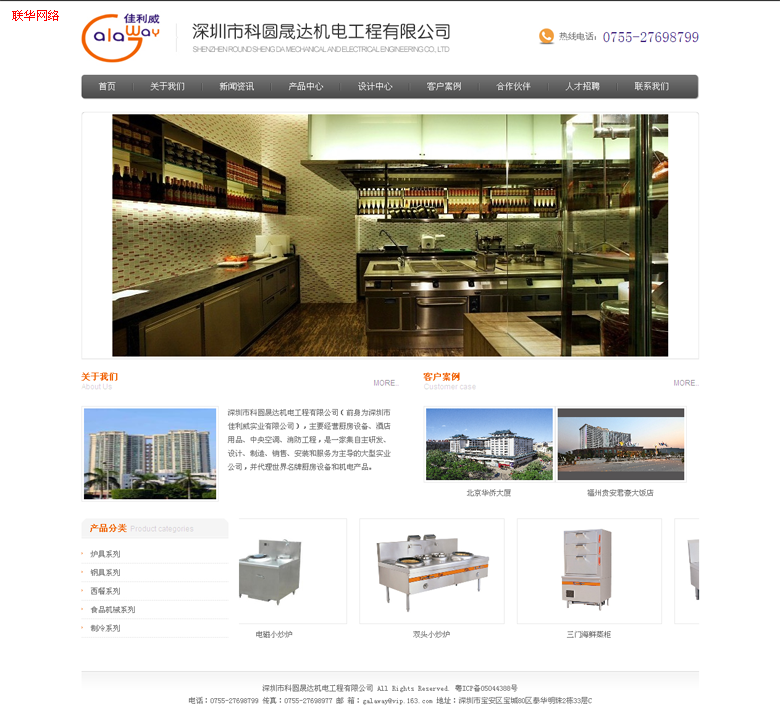 联华网络
佳利威
Galaway
深圳市科圆晟达机电工程有限公司
SHENZHEN ROUND SHENG DA MECHANICAL AND ELECTRICAL ENGINEERING CO., LTD
热线电话：0755-27698799
首页 关于我们 新闻资讯 产品中心 设计中心 客户案例 合作伙伴 人才招聘 联系我们
关于我们
About Us
MORE..
客户案例
Customer case
MORE..
深圳市科圆晟达机电工程有限公司（前身为深圳市
佳利威实业有限公司），主要经营厨房设备、酒店
用品、中央空调、消防工程，是一家集自主研发、
设计、制造、销售、安装和服务为主导的大型实业
公司，并代理世界名牌厨房设备和机电产品。
北京华侨大厦
福州贵安君豪大饭店
产品分类 Product categories
炉具系列
钢具系列
西餐系列
食品机械系列
制冷系列
电磁小炒炉
双头小炒炉
三门海鲜蒸柜
深圳市科圆晟达机电工程有限公司 All Rights Reserved. 粤ICP备05044388号
电话：0755-27698799 传真：0755-27698977 邮 箱：galaway@vip.163.com 地址：深圳市宝安区宝城80区泰华明珠2栋33层C